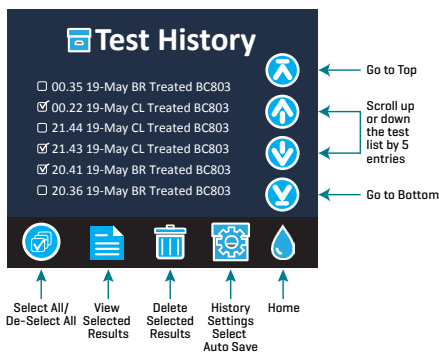 Test History
00.35 19-May BR Treated BC803
00.22 19-May CL Treated BC803
21.44 19-May CL Treated BC803
21.43 19-May CL Treated BC803
20.41 19-May BR Treated BC803
20.36 19-May BR Treated BC803
Go to Top
Scroll up
or down
the test
list by 5
entries
Go to Bottom
Select All/
De-Select All
View
Selected
Results
Delete
Selected
Results
History
Settings
Select
Auto Save
Home